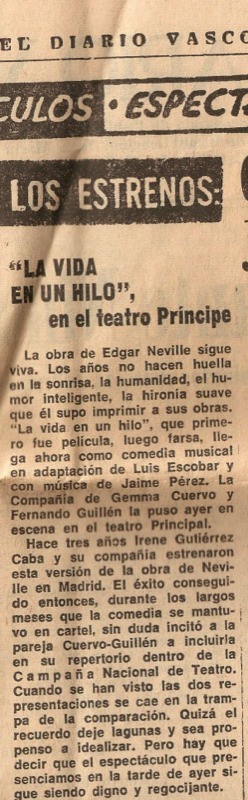 EL DIARIO VASCO
CULOS • ESPECT
LOS ESTRENOS:
"LA VIDA
EN UN HILO",
en el teatro Príncipe
La obra de Edgar Neville sigue
viva. Los años no hacen huella
en la sonrisa, la humanidad, el hu-
mor inteligente, la hironía suave
que él supo imprimir a sus obras.
"La vida en un hilo", que prime-
ro fue película, luego farsa, lle-
ga ahora como comedia musical
en adaptación de Luis Escobar y
con música de Jaime Pérez. La
Compañía de Gemma Cuervo y
Fernando Guillén la puso ayer en
escena en el teatro Principal.
Hace tres años Irene Gutiérrez
Caba y su compañía estrenaron
esta versión de la obra de Nevi-
lle en Madrid. El éxito consegui-
do entonces, durante los largos
meses que la comedia se mantu-
vo en cartel, sin duda incitó a la
pareja Cuervo-Guillén a incluirla
en su repertorio dentro de la
Campaña Nacional de Teatro.
Cuando se han visto las dos re-
presentaciones se cae en la tram-
pa de la comparación. Quizá el
recuerdo deje lagunas y sea pro-
penso a idealizar. Pero hay que
decir que el espectáculo que pre-
senciamos en la tarde de ayer si-
gue siendo digno y regocijante.